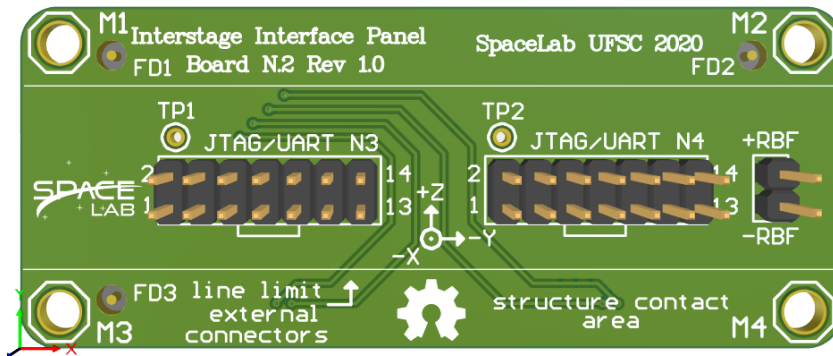 M1
Interstage Interface Panel
SpaceLab UFSC 2020
M2
FD1
Board N.2 Rev 1.0
FD2
TP1
TP2
JTAG/UART N3
JTAG/UART N4
+RBF
2
14
2
14
SPACE
LAB
1
13
1
13
+Z
-Y
-X
-RBF
FD3
line limit
external
connectors
structure contact
area
M3
M4
Y
X